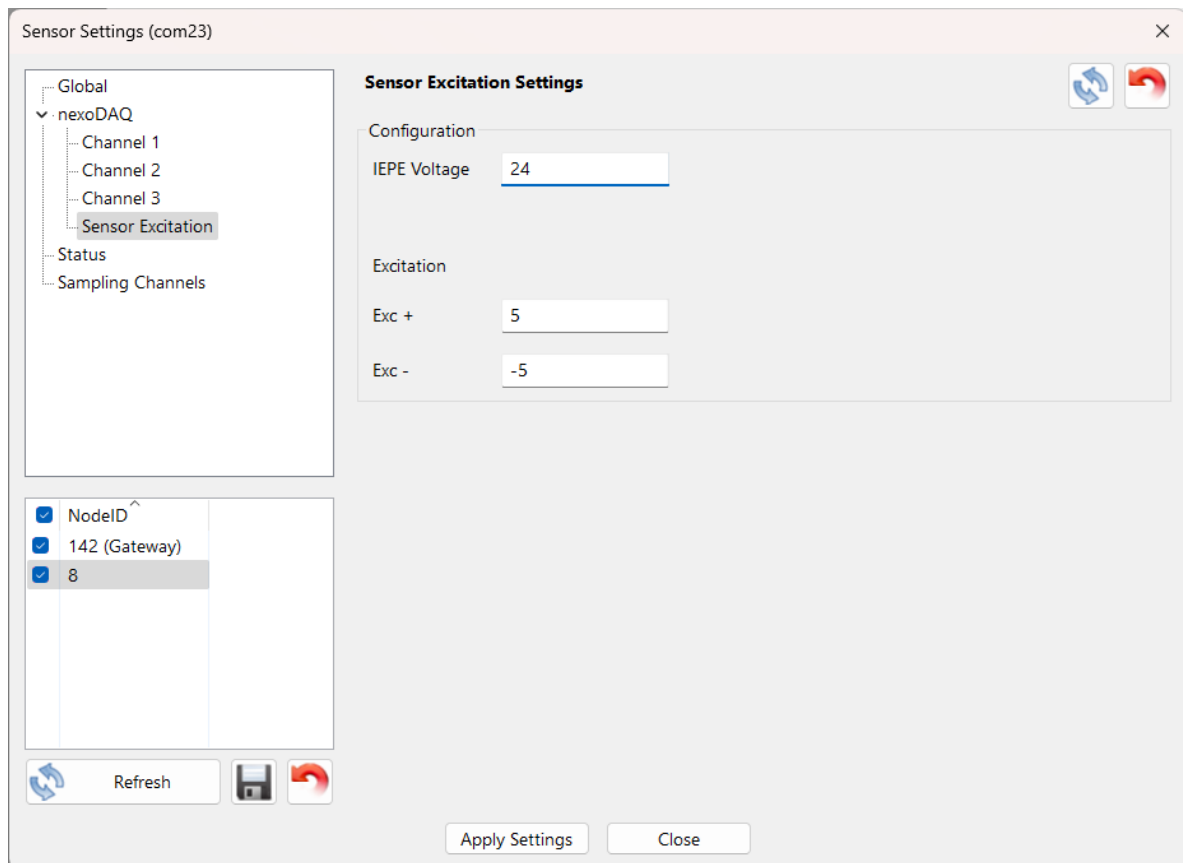 Sensor Settings (com23)
Global
nexoDAQ
Channel 1
Channel 2
Channel 3
Sensor Excitation
Status
Sampling Channels
NodeID
142 (Gateway)
8
Refresh
Sensor Excitation Settings
Configuration
IEPE Voltage 24
Excitation
Exc + 5
Exc - -5
Apply Settings Close